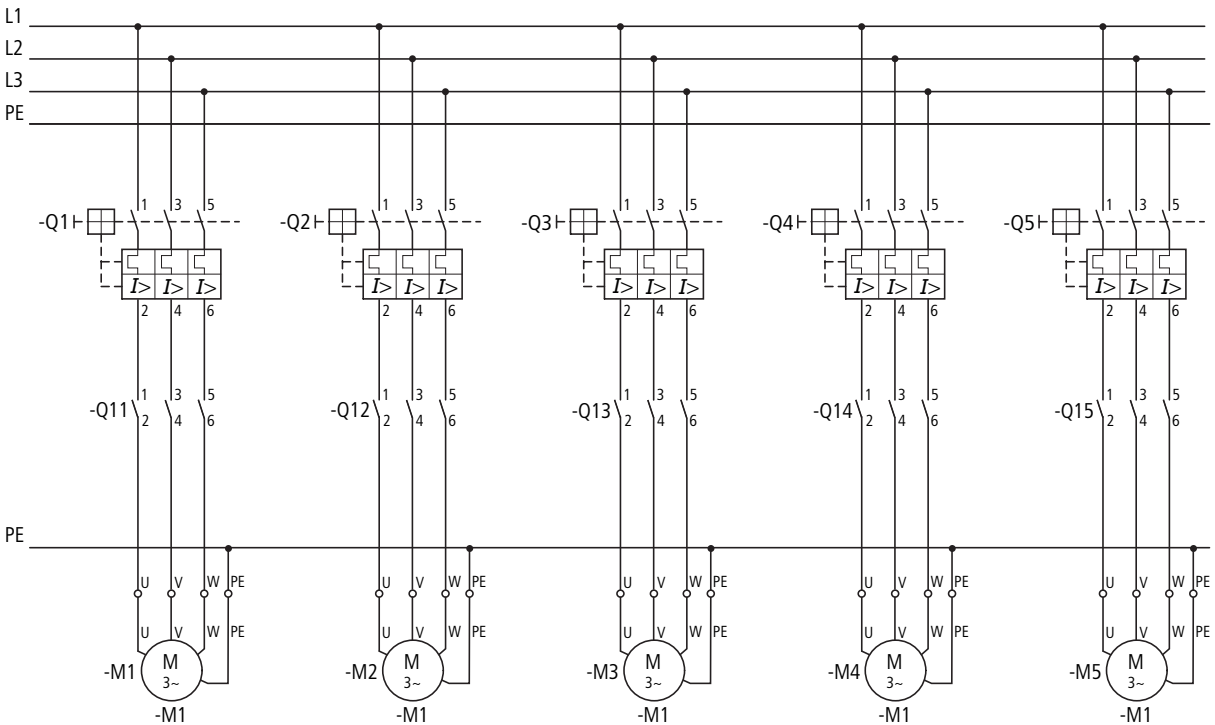 L1
L2
L3
PE
-Q1 1 3 5 -Q2 1 3 5 -Q3 1 3 5 -Q4 1 3 5 -Q5 1 3 5
I> I> I> I> I> I> I> I> I> I> I> I> I> I> I>
2 4 6 2 4 6 2 4 6 2 4 6 2 4 6
1 3 5 1 3 5 1 3 5 1 3 5 1 3 5
-Q11 -Q12 -Q13 -Q14 -Q15
2 4 6 2 4 6 2 4 6 2 4 6 2 4 6
PE
U V W PE U V W PE U V W PE U V W PE U V W PE
U V W PE U V W PE U V W PE U V W PE U V W PE
-M1 M -M2 M -M3 M -M4 M -M5 M
3~ 3~ 3~ 3~ 3~
-M1 -M1 -M1 -M1 -M1